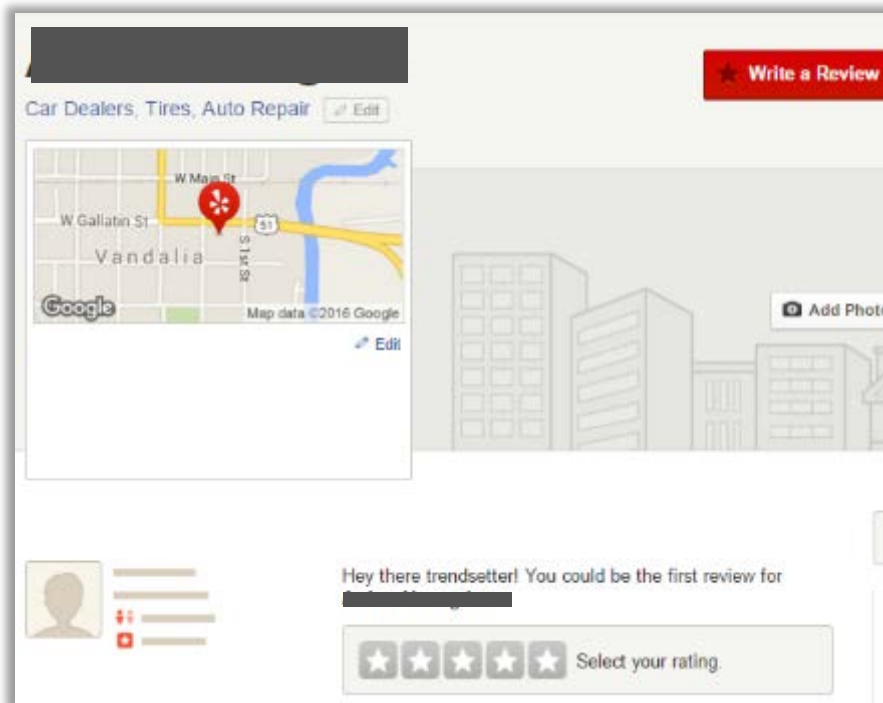 Write a Review
Car Dealers, Tires, Auto Repair Edit
W Main St
W Gallatin St
51
Vandalia
S 1st St
Google
Map data ©2016 Google
Edit
Add Phot
Hey there trendsetter! You could be the first review for
Select your rating.